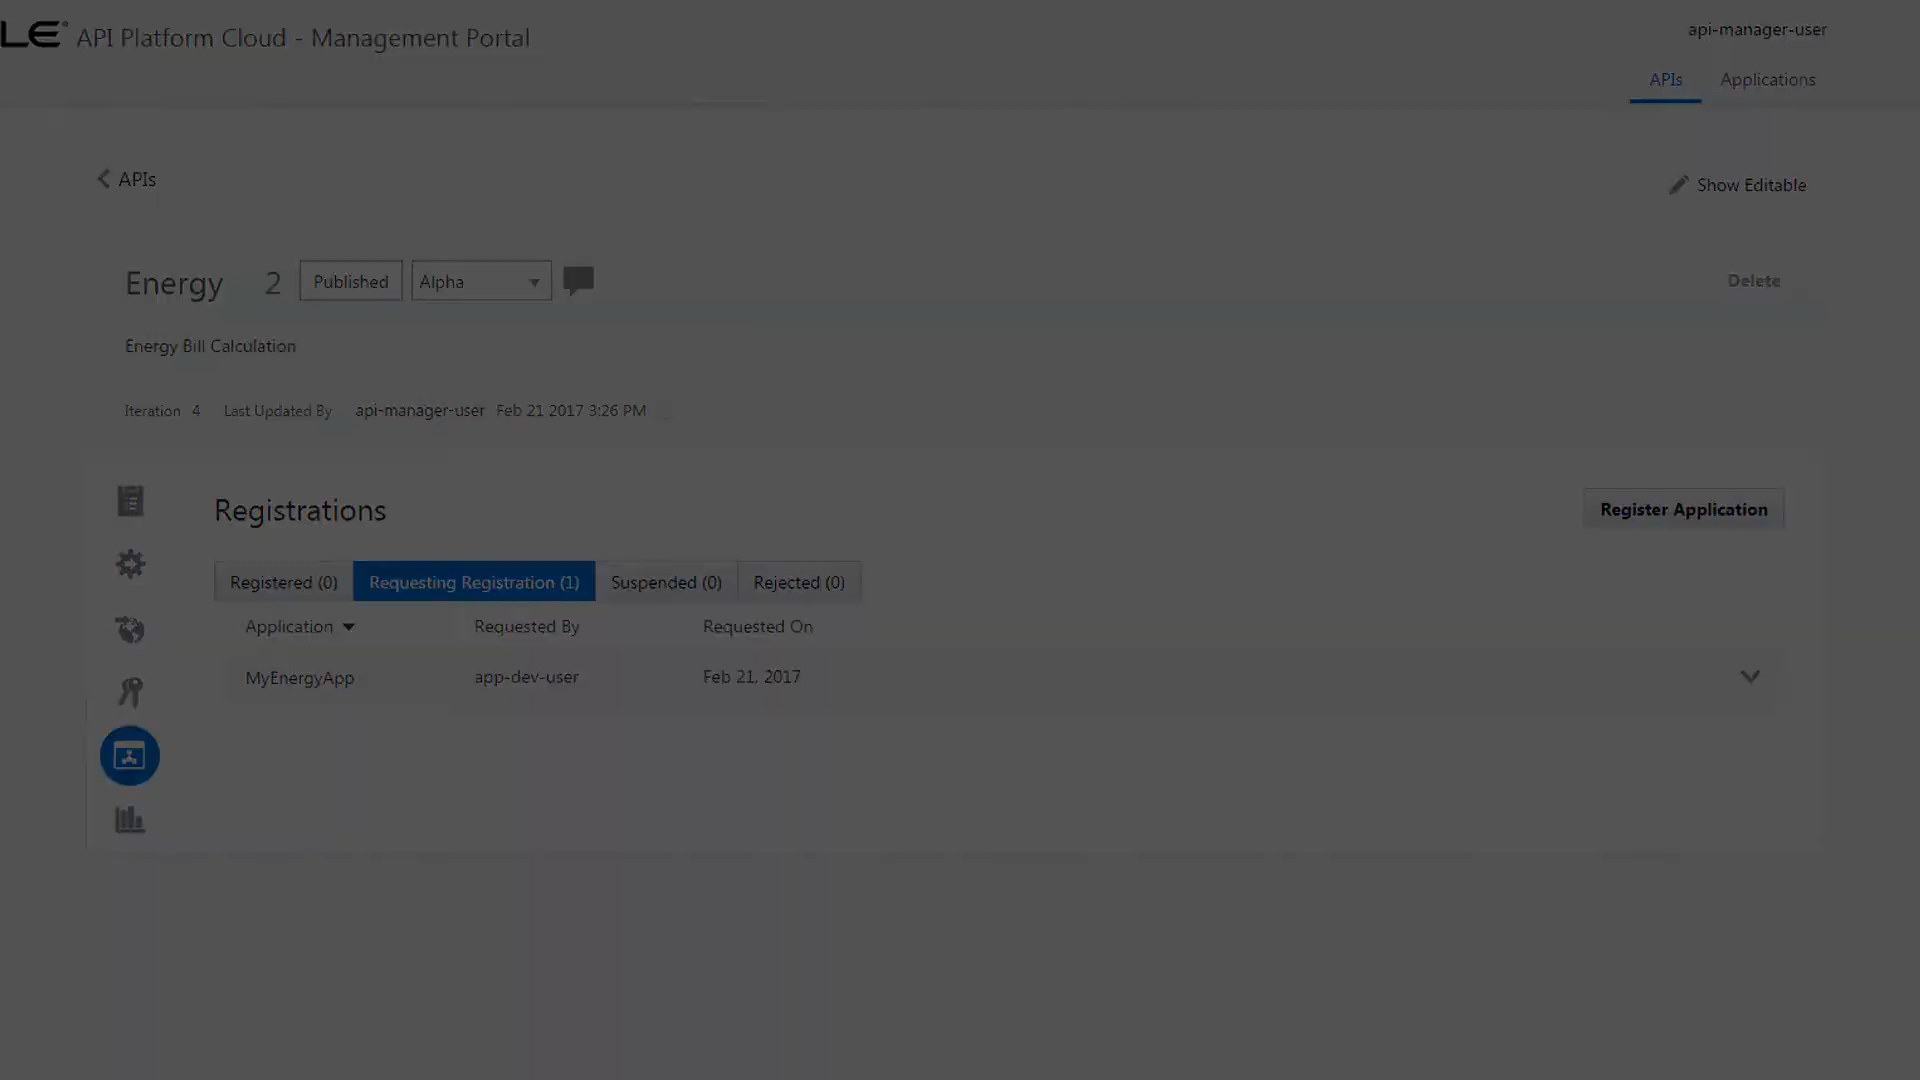 LE® API Platform Cloud - Management Portal
api-manager-user
APIs Applications
APIs
Show Editable
Energy 2 Published Alpha
Delete
Energy Bill Calculation
Iteration 4 Last Updated By api-manager-user Feb 21 2017 3:26 PM
Registrations
Register Application
Registered (0) Requesting Registration (1) Suspended (0) Rejected (0)
Application Requested By Requested On
MyEnergyApp app-dev-user Feb 21, 2017